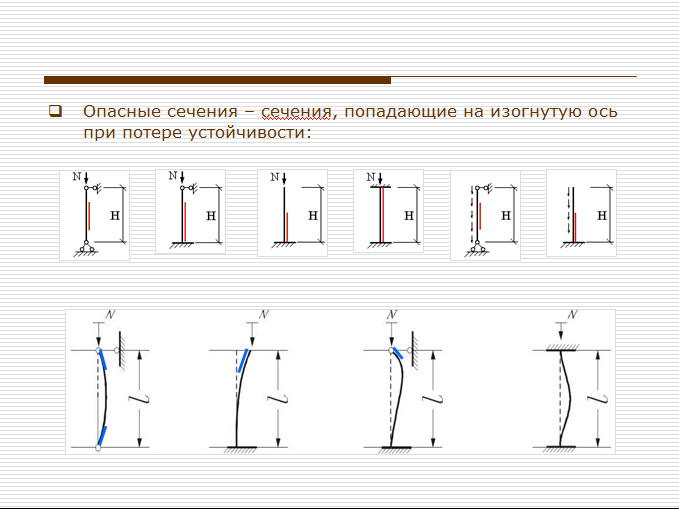 Опасные сечения – сечения, попадающие на изогнутую ось
при потере устойчивости:
N N N N
H H H H H H
N N N N
l l l l